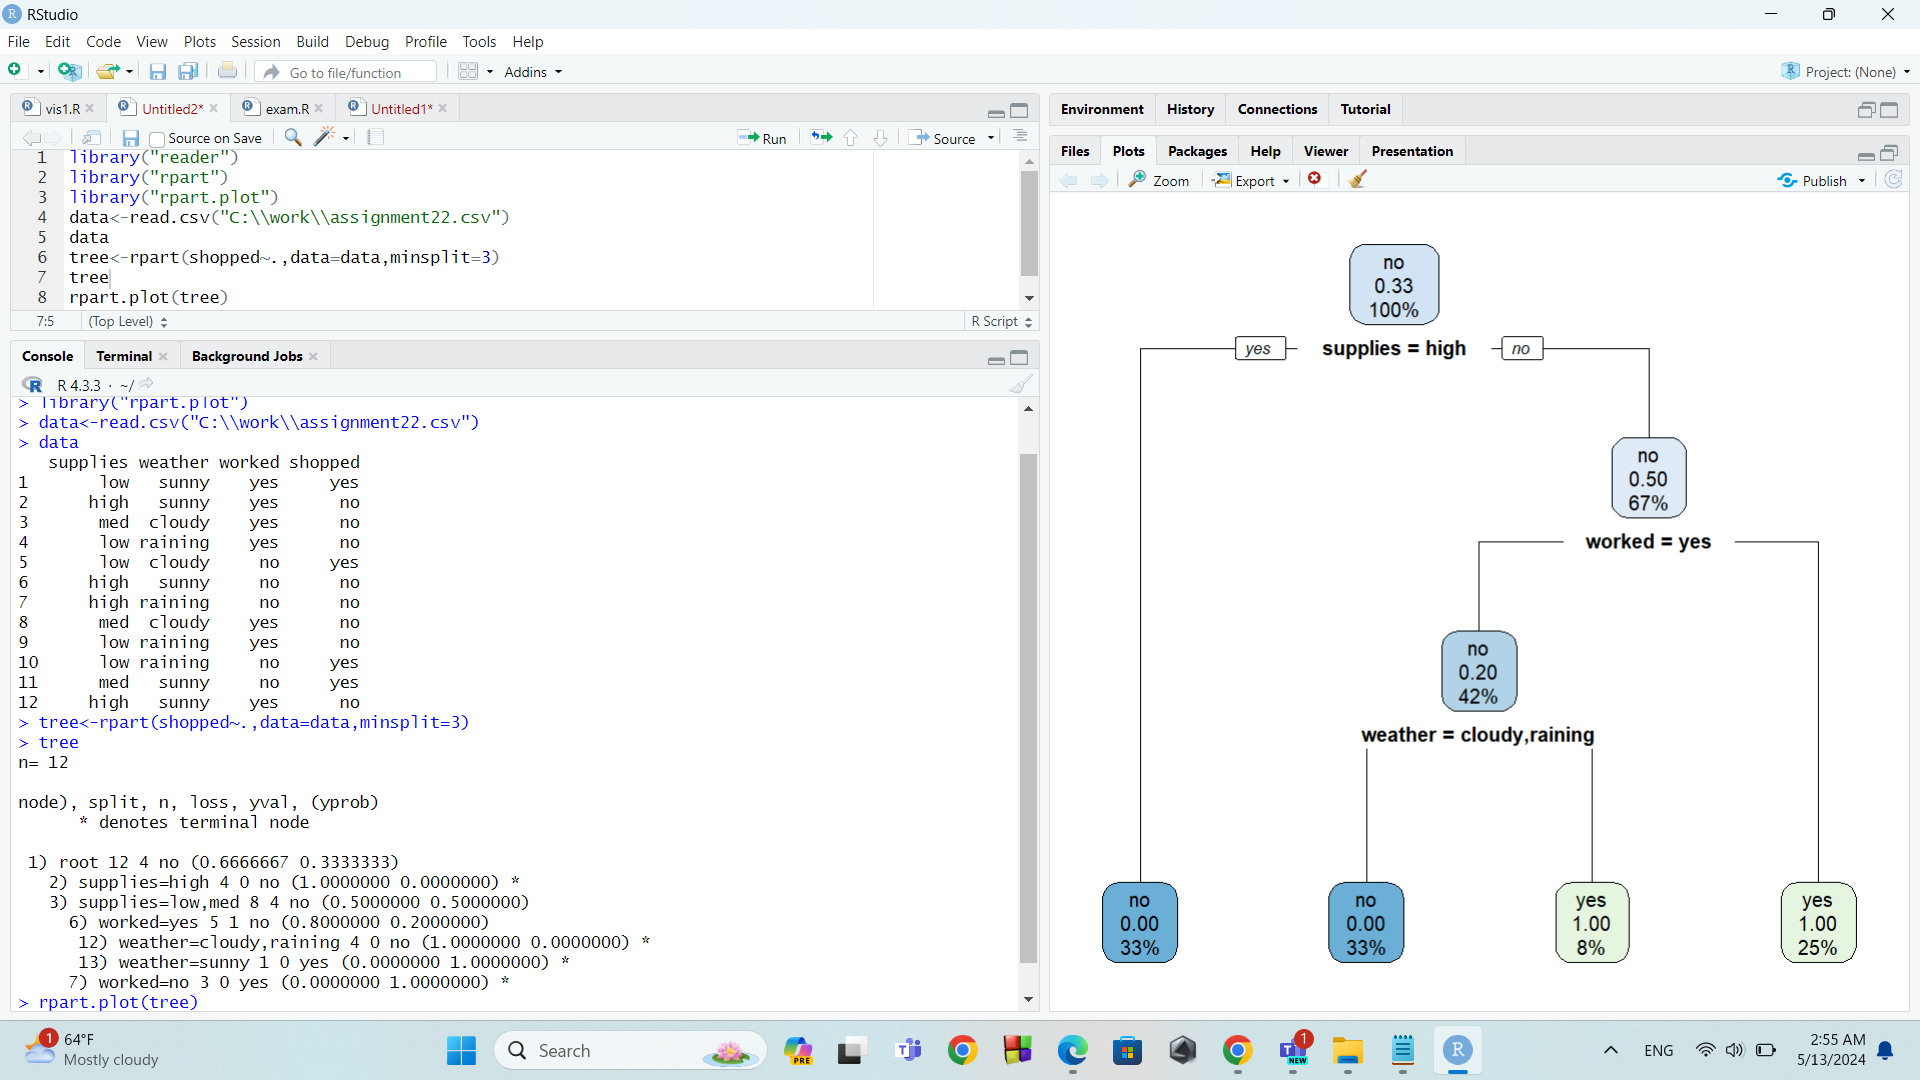 RStudio
File Edit Code View Plots Session Build Debug Profile Tools Help
Go to file/function Addins Project: (None)
vis1.R Untitled2* exam.R Untitled1*
Source on Save Run Source
1 library("reader")
2 library("rpart")
3 library("rpart.plot")
4 data<-read.csv("C:\\work\\assignment22.csv")
5 data
6 tree<-rpart(shopped~.,data=data,minsplit=3)
7 tree
8 rpart.plot(tree)
7:5 (Top Level) R Script
Console Terminal Background Jobs
R 4.3.3 · ~/
> library("rpart.plot")
> data<-read.csv("C:\\work\\assignment22.csv")
> data
supplies weather worked shopped
1 low sunny yes yes
2 high sunny yes no
3 med cloudy yes no
4 low raining yes no
5 low cloudy no yes
6 high sunny no no
7 high raining no no
8 med cloudy yes no
9 low raining yes no
10 low raining no yes
11 med sunny no yes
12 high sunny yes no
> tree<-rpart(shopped~.,data=data,minsplit=3)
> tree
n= 12
node), split, n, loss, yval, (yprob)
* denotes terminal node
1) root 12 4 no (0.6666667 0.3333333)
2) supplies=high 4 0 no (1.0000000 0.0000000) *
3) supplies=low,med 8 4 no (0.5000000 0.5000000)
6) worked=yes 5 1 no (0.8000000 0.2000000)
12) weather=cloudy,raining 4 0 no (1.0000000 0.0000000) *
13) weather=sunny 1 0 yes (0.0000000 1.0000000) *
7) worked=no 3 0 yes (0.0000000 1.0000000) *
> rpart.plot(tree)
Environment History Connections Tutorial
Files Plots Packages Help Viewer Presentation
Zoom Export Publish
no
0.33
100%
yes supplies = high no
no
0.50
67%
worked = yes
no
0.20
42%
weather = cloudy,raining
no no yes yes
0.00 0.00 1.00 1.00
33% 33% 8% 25%
1 64°F
Mostly cloudy
Search
PRE
1
NEW
ENG
2:55 AM
5/13/2024